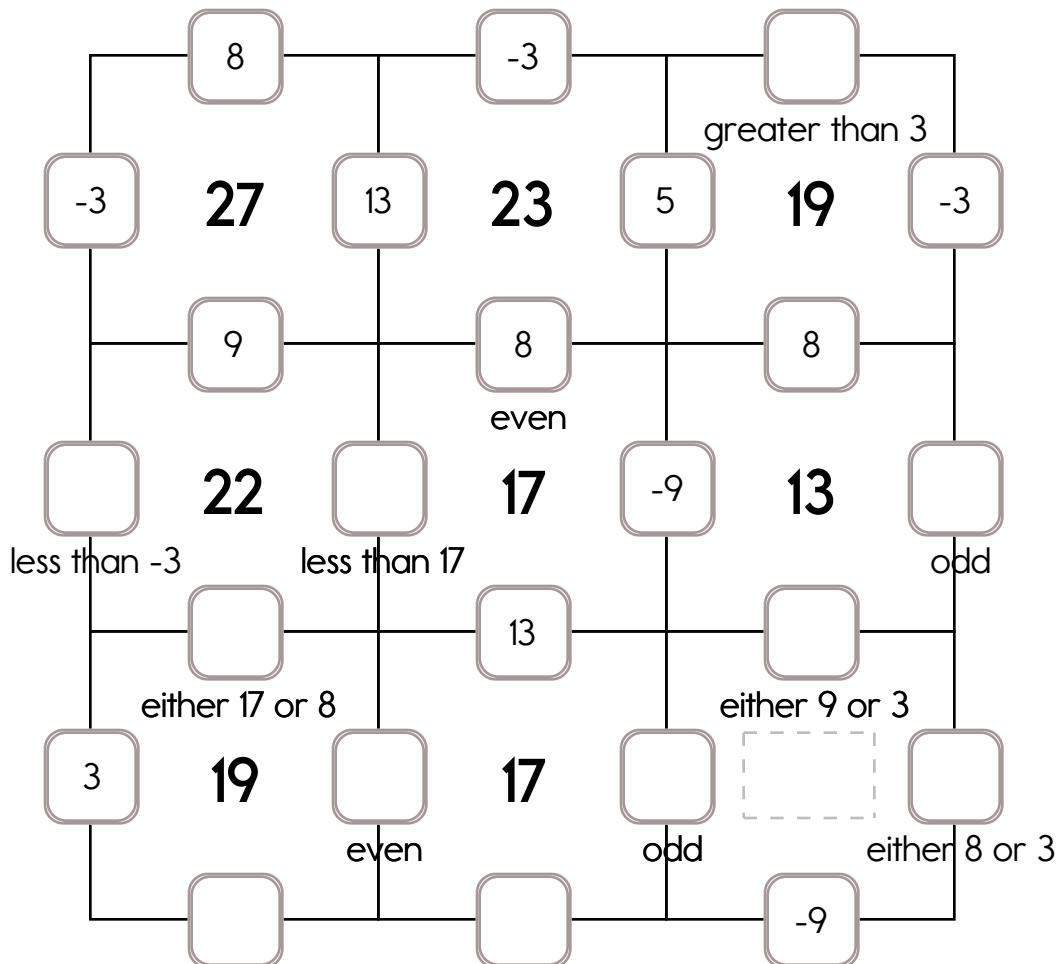 8 -3
greater than 3
-3 27 13 23 5 19 -3
9 8 8
even
22 17 -9 13
less than -3 less than 17 odd
13
either 17 or 8 either 9 or 3
3 19 17
even odd either 8 or 3
-9